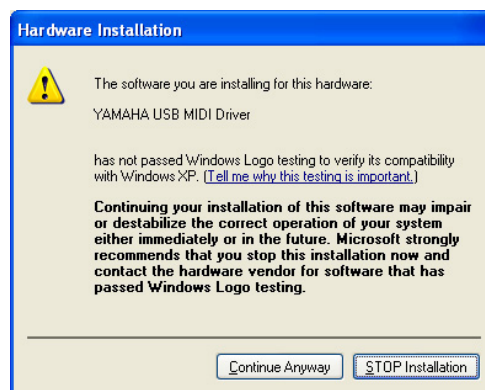 Hardware Installation
The software you are installing for this hardware:
YAMAHA USB MIDI Driver
has not passed Windows Logo testing to verify its compatibility
with Windows XP. (Tell me why this testing is important.)
Continuing your installation of this software may impair
or destabilize the correct operation of your system
either immediately or in the future. Microsoft strongly
recommends that you stop this installation now and
contact the hardware vendor for software that has
passed Windows Logo testing.
Continue Anyway
STOP Installation